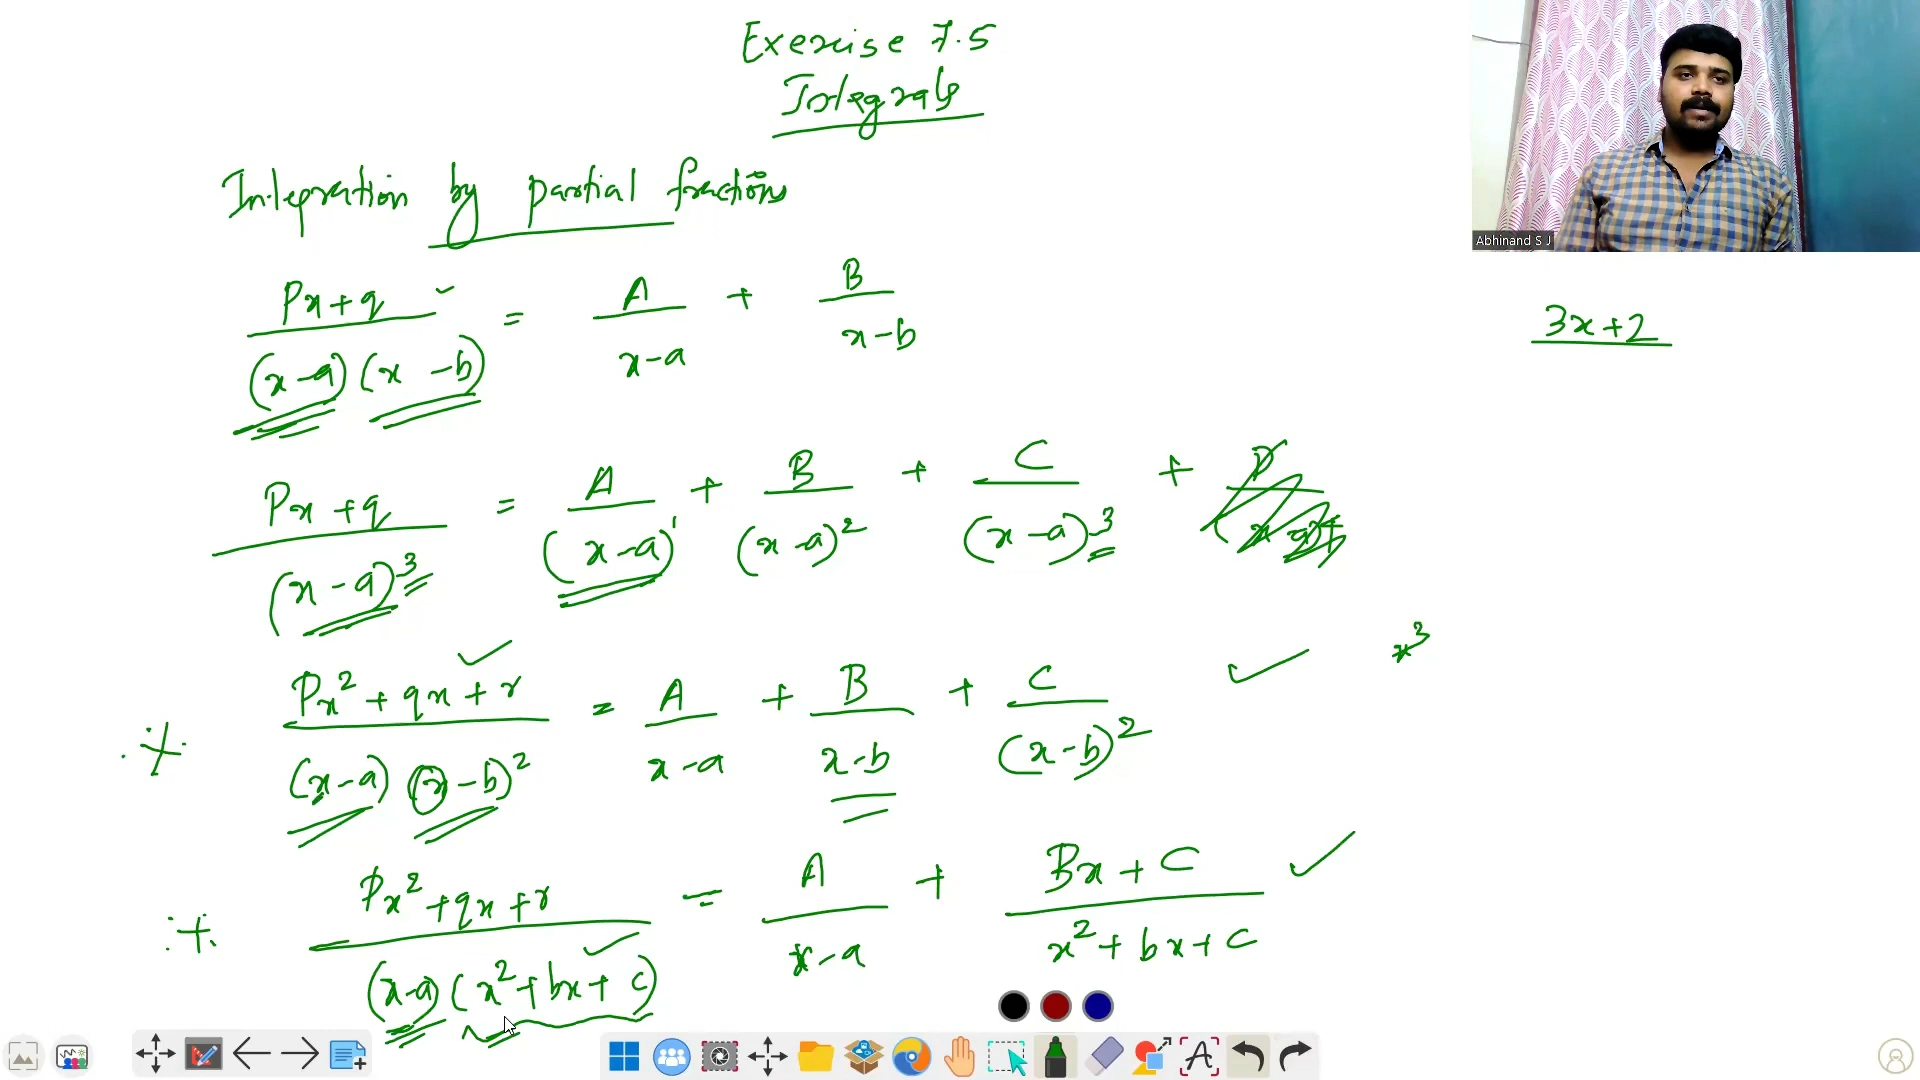 Exercise 7.5
Integrals
Integration by partial fractions
Px+q / (x-a)(x-b) = A / x-a + B / x-b
3x+2
Px+q / (x-a)^3 = A / (x-a)^1 + B / (x-a)^2 + C / (x-a)^3 +
x^3
Px^2+qx+r / (x-a)(x-b)^2 = A / x-a + B / x-b + C / (x-b)^2
Px^2+qx+r / (x-a)(x^2+bx+c) = A / x-a + Bx+C / x^2+bx+c
Abhinand S J